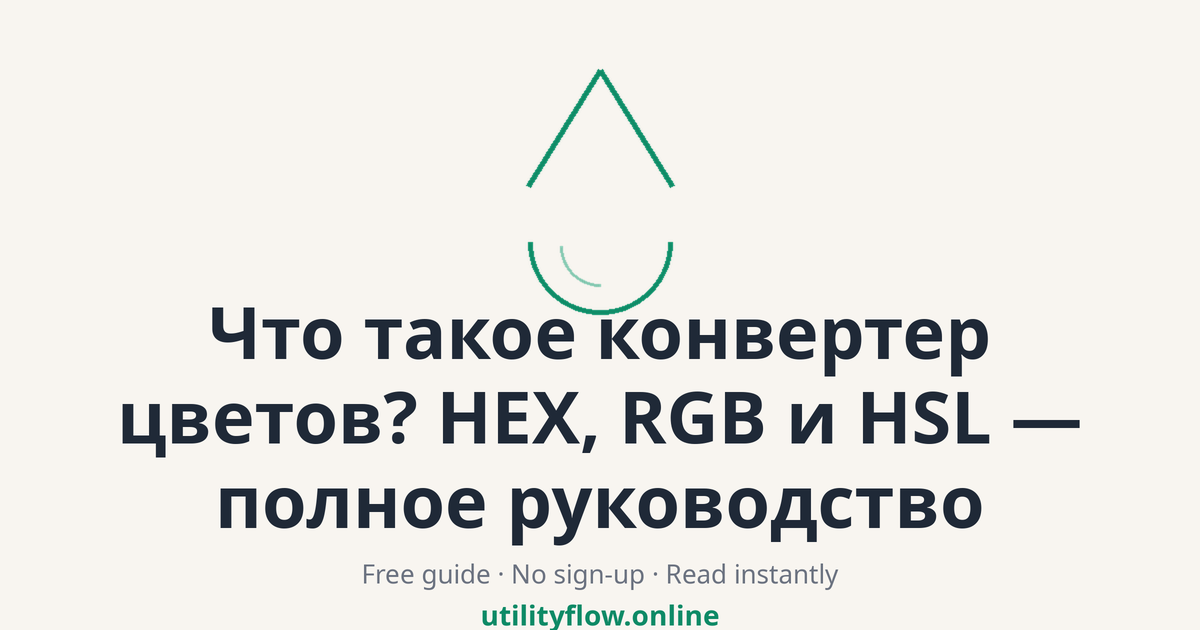 Что такое конвертер
цветов? HEX, RGB и HSL —
полное руководство
Free guide · No sign-up · Read instantly
utilityflow.online